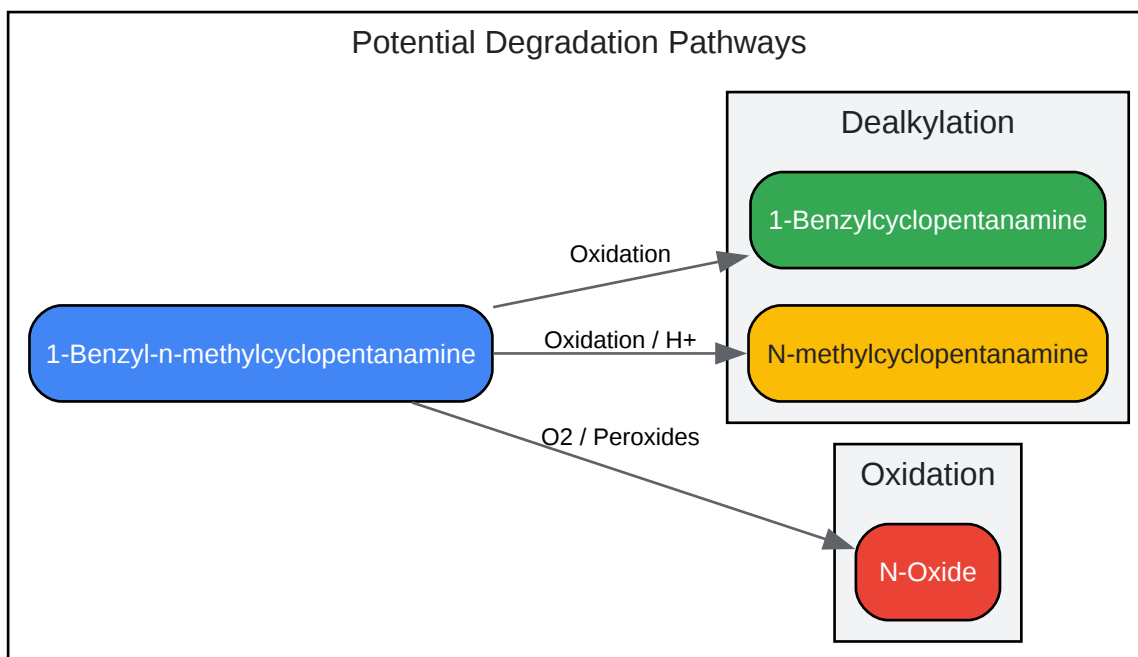 Potential Degradation Pathways
Dealkylation
1-Benzylcyclopentanamine
Oxidation
1-Benzyl-n-methylcyclopentanamine
Oxidation / H+
N-methylcyclopentanamine
O2 / Peroxides
Oxidation
N-Oxide